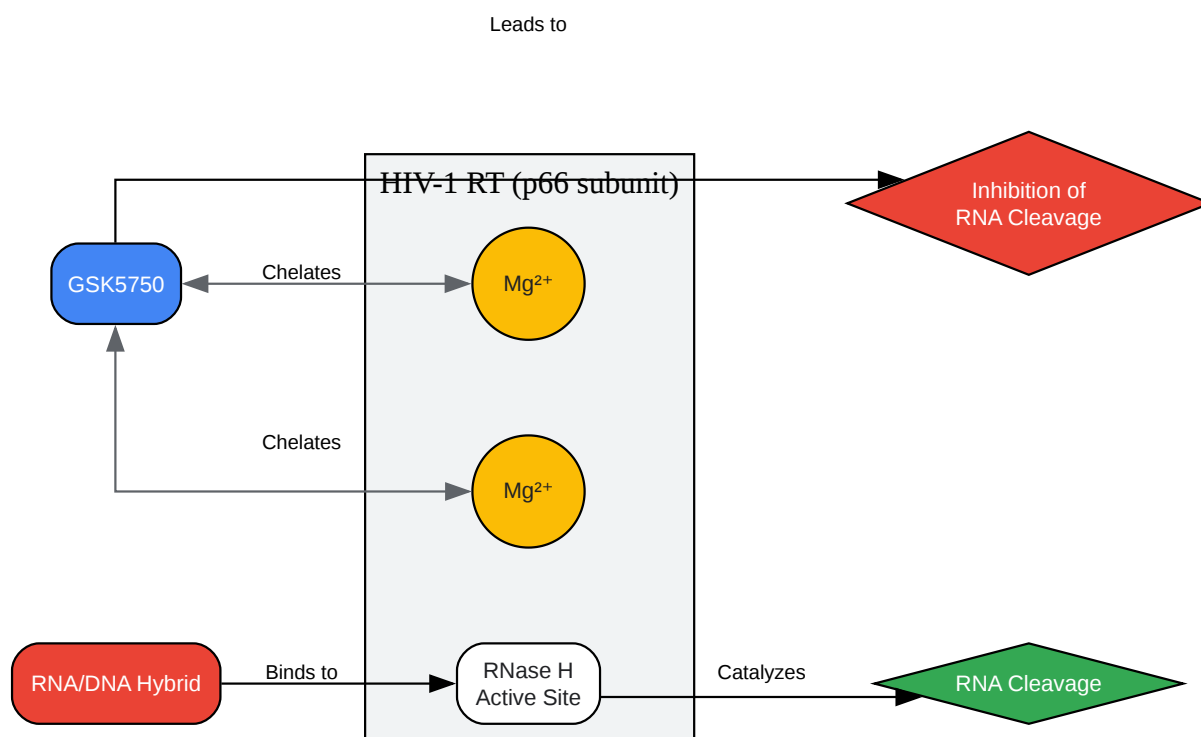 Leads to
HIV-1 RT (p66 subunit)
Inhibition of
RNA Cleavage
GSK5750
Chelates
Mg²⁺
Chelates
Mg²⁺
RNA/DNA Hybrid
Binds to
RNase H
Active Site
Catalyzes
RNA Cleavage